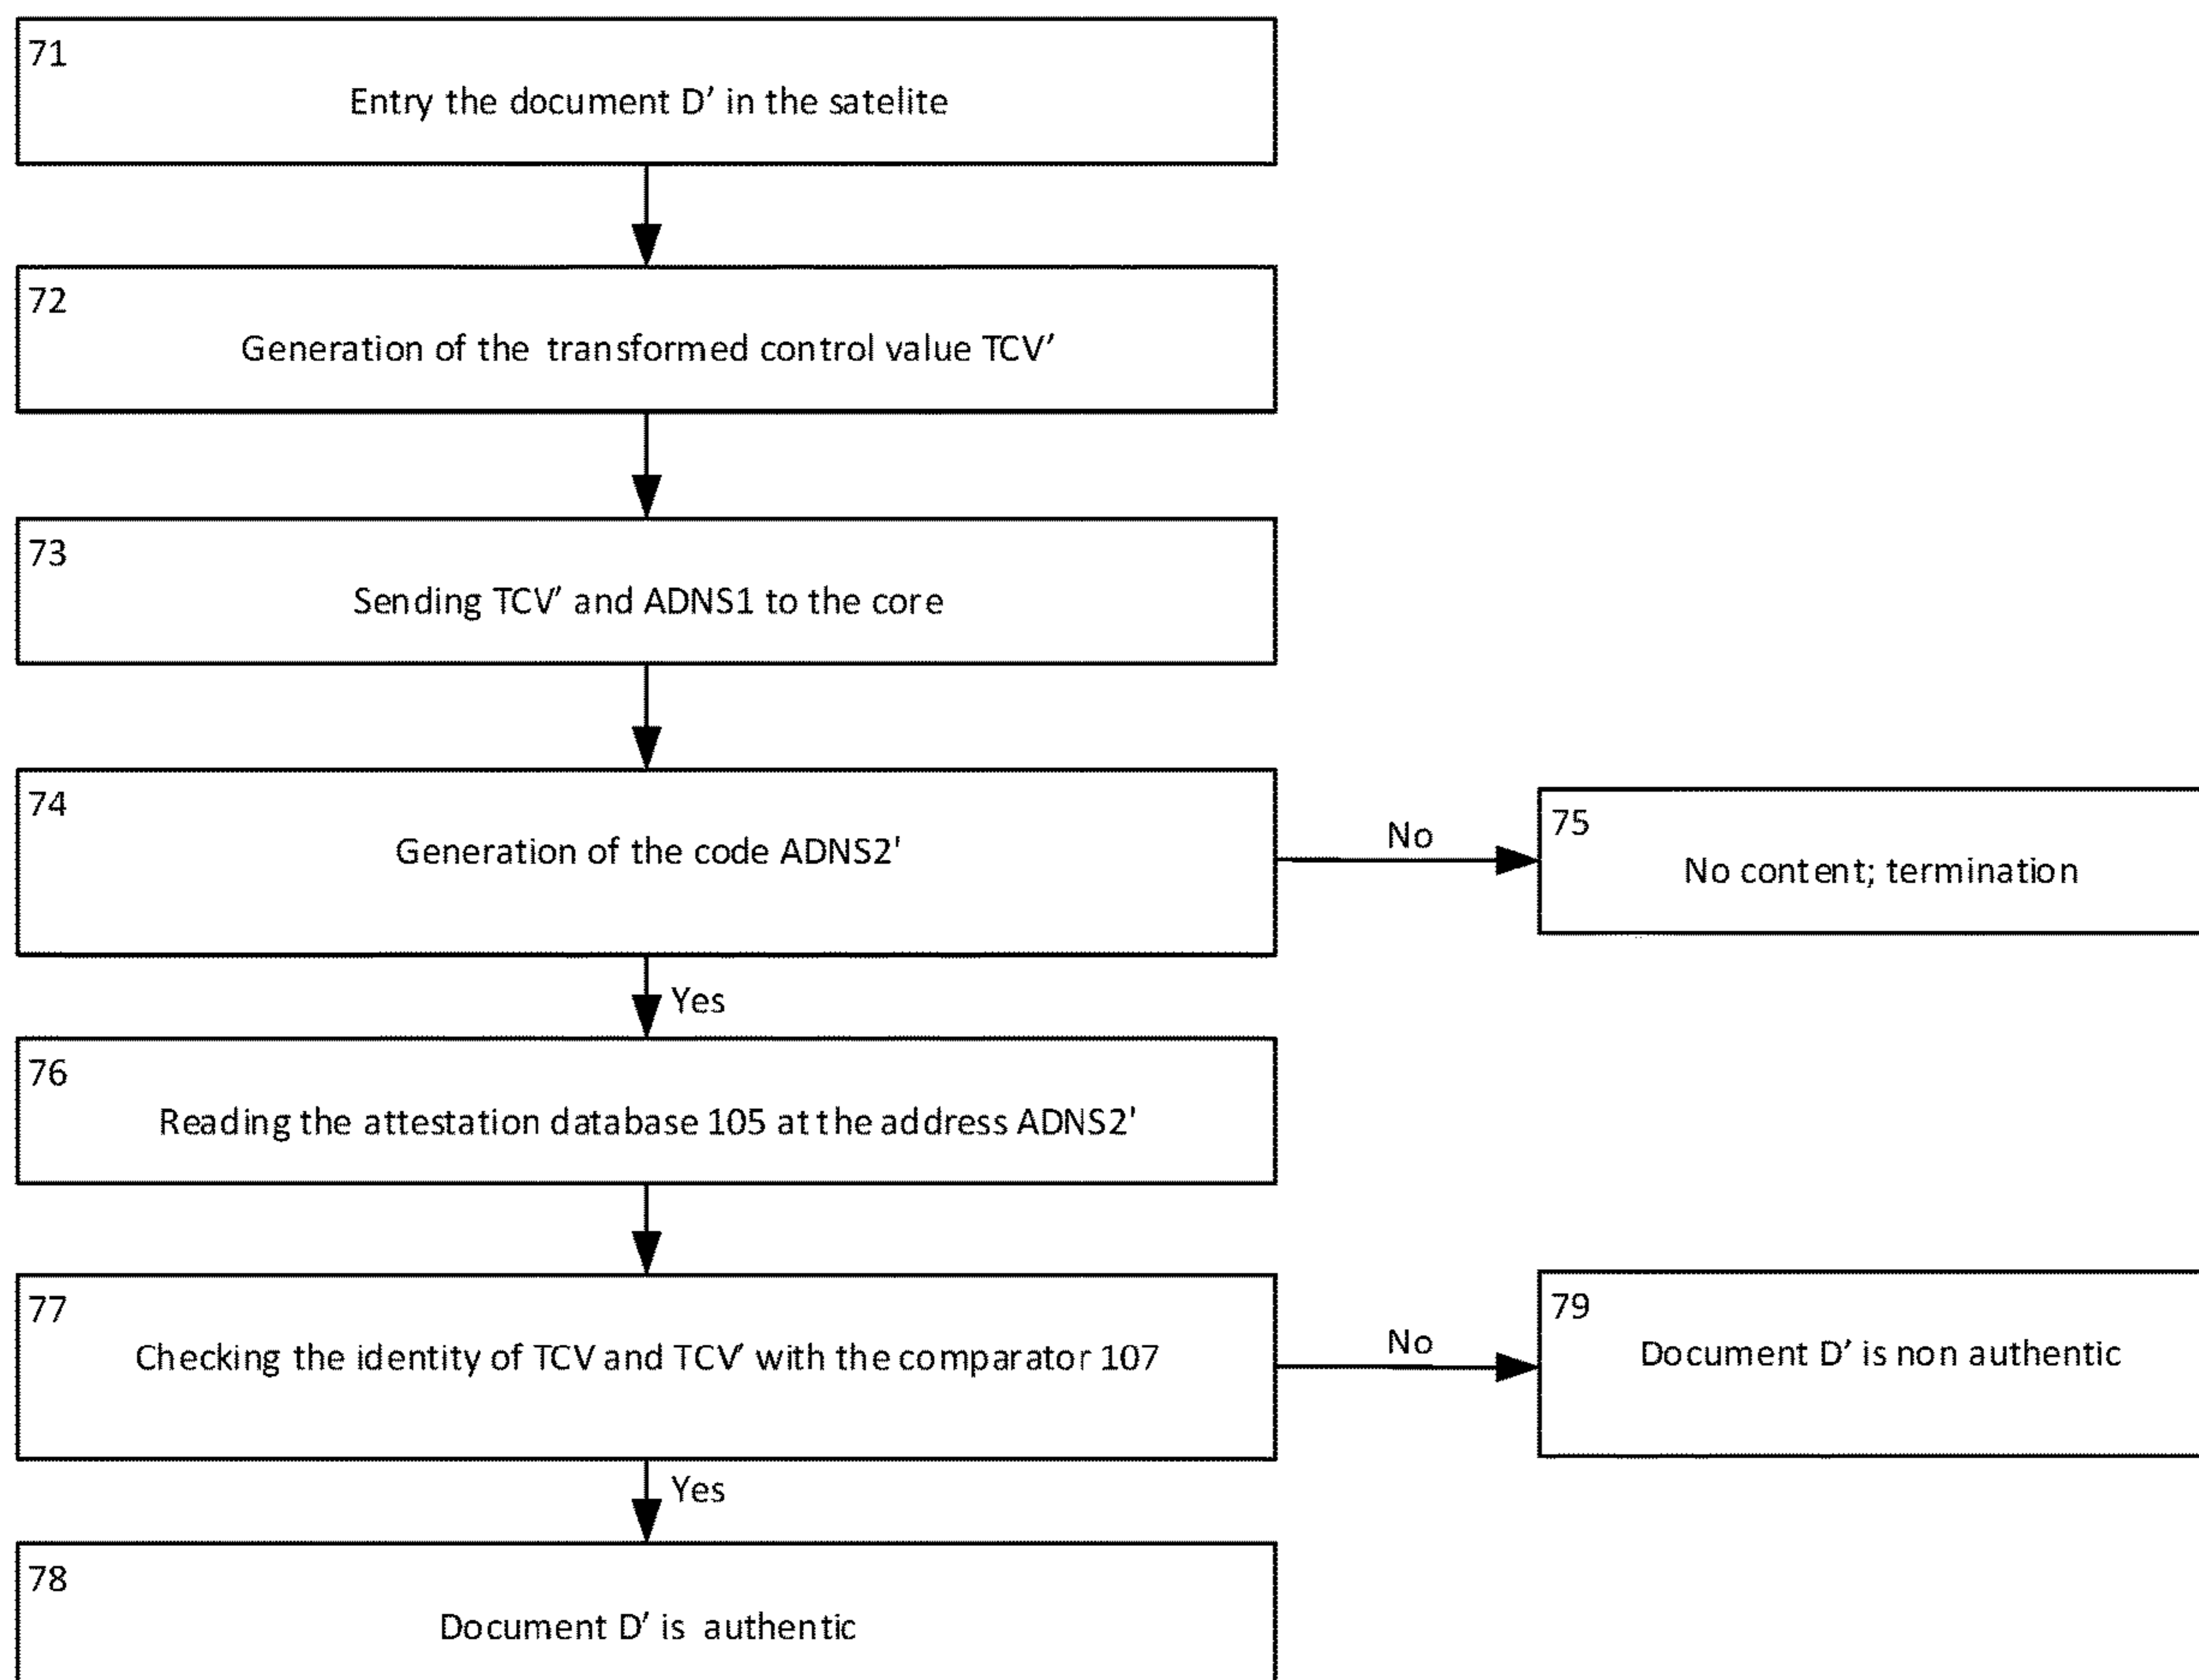 71
Entry the document D’ in the satelite
72
Generation of the transformed control value TCV’
73
Sending TCV’ and ADNS1 to the core
74
Generation of the code ADNS2'
No
75
No content; termination
Yes
76
Reading the attestation database 105 at the address ADNS2'
77
Checking the identity of TCV and TCV’ with the comparator 107
No
79
Document D’ is non authentic
Yes
78
Document D’ is authentic